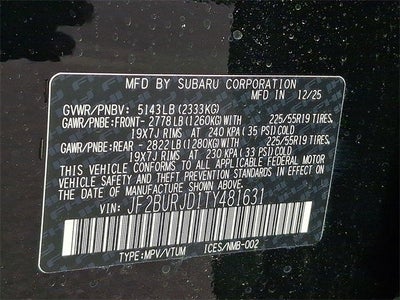 MFD. BY SUBARU CORPORATION
MFD IN 12/25
GVWR/PNBV: 5143LB(2333KG)
GAWR/PNBE:FRONT- 2778LB(1260KG)WITH 225/55R19 TIRES,
19X7J RIMS AT 240 KPA(35 PSI)COLD
GAWR/PNBE:REAR - 2822LB(1280KG)WITH 225/55R19 TIRES,
19X7J RIMS AT 230 KPA(33 PSI)COLD
THIS VEHICLE CONFORMS TO ALL APPLICABLE FEDERAL MOTOR
VEHICLE SAFETY AND THEFT PREVENTION STANDARDS IN EFFECT ON
THE DATE OF MANUFACTURE SHOWN ABOVE.
JF2BURJD1TY481631
TYPE:MPV/VTUM ICES/NMB-002